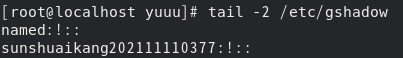 [root@localhost yuuu]# tail -2 /etc/gshadow
named:!::
sunshuaikang202111110377:!::